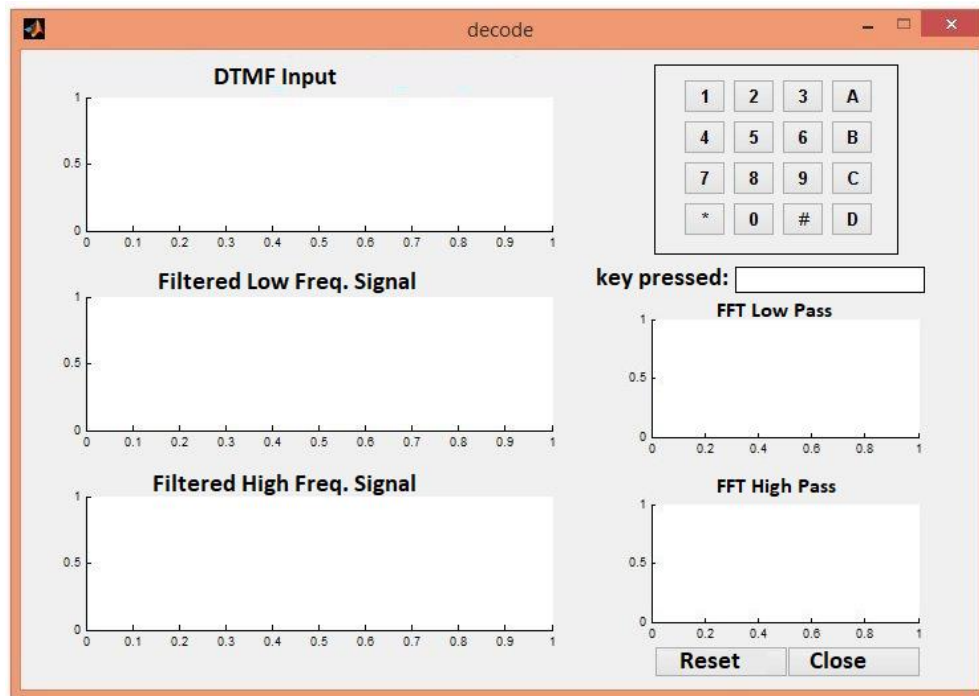 decode
DTMF Input
1
0.5
0
0 0.1 0.2 0.3 0.4 0.5 0.6 0.7 0.8 0.9 1
Filtered Low Freq. Signal
1
0.5
0
0 0.1 0.2 0.3 0.4 0.5 0.6 0.7 0.8 0.9 1
Filtered High Freq. Signal
1
0.5
0
0 0.1 0.2 0.3 0.4 0.5 0.6 0.7 0.8 0.9 1
1 2 3 A
4 5 6 B
7 8 9 C
* 0 # D
key pressed:
FFT Low Pass
1
0.5
0
0 0.2 0.4 0.6 0.8 1
FFT High Pass
1
0.5
0
0 0.2 0.4 0.6 0.8 1
Reset Close